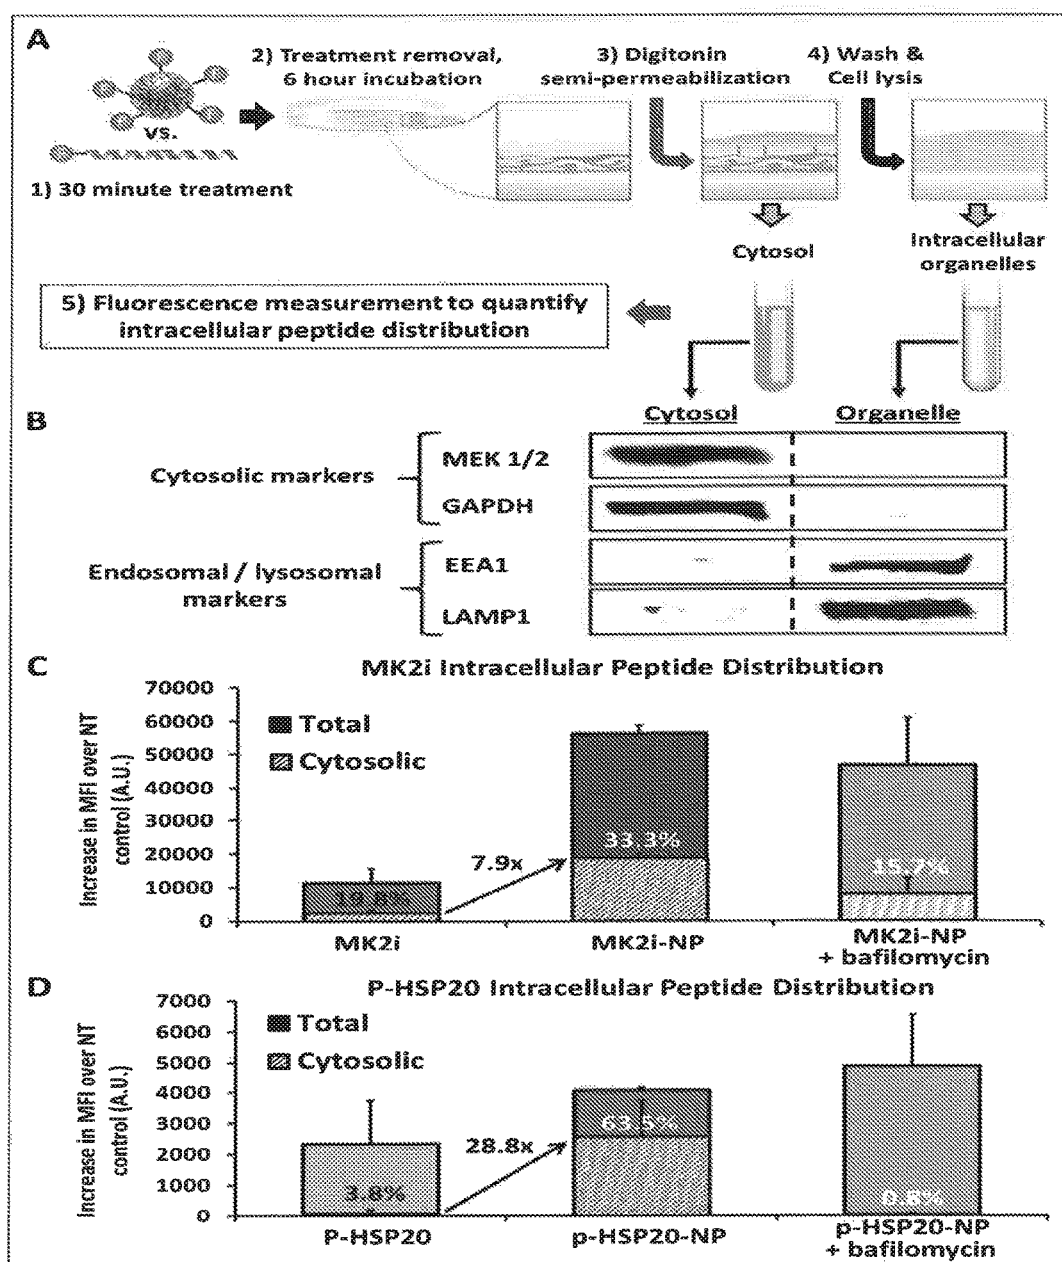 A
2) Treatment removal,
6 hour incubation
3) Digitonin
semi-permeabilization
4) Wash &
Cell lysis
vs.
1) 30 minute treatment
Cytosol
Intracellular
organelles
5) Fluorescence measurement to quantify
intracellular peptide distribution
B
Cytosol
Organelle
Cytosolic markers
MEK 1/2
GAPDH
Endosomal / lysosomal
markers
EEA1
LAMP1
C
MK2i Intracellular Peptide Distribution
Increase in MFI over NT
control (A.U.)
70000
60000
50000
40000
30000
20000
10000
0
Total
Cytosolic
19.8%
7.9x
33.3%
15.7%
MK2i
MK2i-NP
MK2i-NP
+ bafilomycin
D
P-HSP20 Intracellular Peptide Distribution
Increase in MFI over NT
control (A.U.)
7000
6000
5000
4000
3000
2000
1000
0
Total
Cytosolic
3.8%
28.8x
63.5%
0.8%
P-HSP20
p-HSP20-NP
p-HSP20-NP
+ bafilomycin